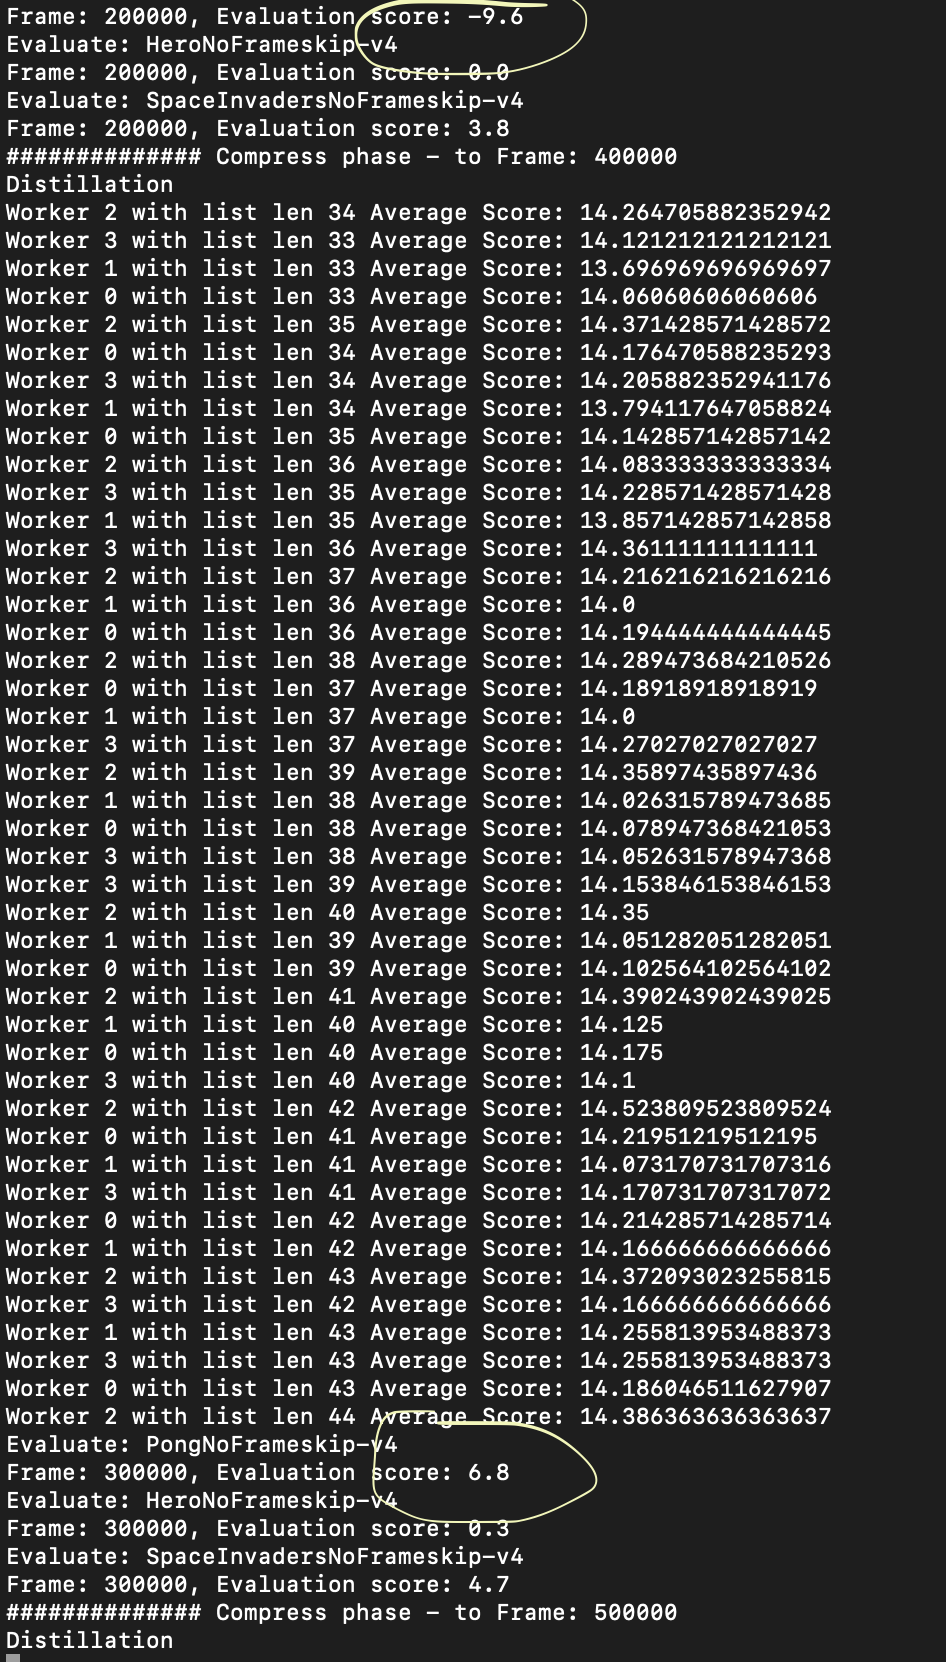 Frame: 200000, Evaluation score: -9.6
Evaluate: HeroNoFrameskip-v4
Frame: 200000, Evaluation score: 0.0
Evaluate: SpaceInvadersNoFrameskip-v4
Frame: 200000, Evaluation score: 3.8
############## Compress phase - to Frame: 400000
Distillation
Worker 2 with list len 34 Average Score: 14.264705882352942
Worker 3 with list len 33 Average Score: 14.121212121212121
Worker 1 with list len 33 Average Score: 13.696969696969697
Worker 0 with list len 33 Average Score: 14.06060606060606
Worker 2 with list len 35 Average Score: 14.371428571428572
Worker 0 with list len 34 Average Score: 14.176470588235293
Worker 3 with list len 34 Average Score: 14.205882352941176
Worker 1 with list len 34 Average Score: 13.794117647058824
Worker 0 with list len 35 Average Score: 14.142857142857142
Worker 2 with list len 36 Average Score: 14.083333333333334
Worker 3 with list len 35 Average Score: 14.228571428571428
Worker 1 with list len 35 Average Score: 13.857142857142858
Worker 3 with list len 36 Average Score: 14.36111111111111
Worker 2 with list len 37 Average Score: 14.216216216216216
Worker 1 with list len 36 Average Score: 14.0
Worker 0 with list len 36 Average Score: 14.194444444444445
Worker 2 with list len 38 Average Score: 14.289473684210526
Worker 0 with list len 37 Average Score: 14.18918918918919
Worker 1 with list len 37 Average Score: 14.0
Worker 3 with list len 37 Average Score: 14.27027027027027
Worker 2 with list len 39 Average Score: 14.35897435897436
Worker 1 with list len 38 Average Score: 14.026315789473685
Worker 0 with list len 38 Average Score: 14.078947368421053
Worker 3 with list len 38 Average Score: 14.052631578947368
Worker 3 with list len 39 Average Score: 14.153846153846153
Worker 2 with list len 40 Average Score: 14.35
Worker 1 with list len 39 Average Score: 14.051282051282051
Worker 0 with list len 39 Average Score: 14.102564102564102
Worker 2 with list len 41 Average Score: 14.390243902439025
Worker 1 with list len 40 Average Score: 14.125
Worker 0 with list len 40 Average Score: 14.175
Worker 3 with list len 40 Average Score: 14.1
Worker 2 with list len 42 Average Score: 14.523809523809524
Worker 0 with list len 41 Average Score: 14.21951219512195
Worker 1 with list len 41 Average Score: 14.073170731707316
Worker 3 with list len 41 Average Score: 14.170731707317072
Worker 0 with list len 42 Average Score: 14.214285714285714
Worker 1 with list len 42 Average Score: 14.166666666666666
Worker 2 with list len 43 Average Score: 14.372093023255815
Worker 3 with list len 42 Average Score: 14.166666666666666
Worker 1 with list len 43 Average Score: 14.255813953488373
Worker 3 with list len 43 Average Score: 14.255813953488373
Worker 0 with list len 43 Average Score: 14.186046511627907
Worker 2 with list len 44 Average Score: 14.386363636363637
Evaluate: PongNoFrameskip-v4
Frame: 300000, Evaluation score: 6.8
Evaluate: HeroNoFrameskip-v4
Frame: 300000, Evaluation score: 0.3
Evaluate: SpaceInvadersNoFrameskip-v4
Frame: 300000, Evaluation score: 4.7
############## Compress phase - to Frame: 500000
Distillation